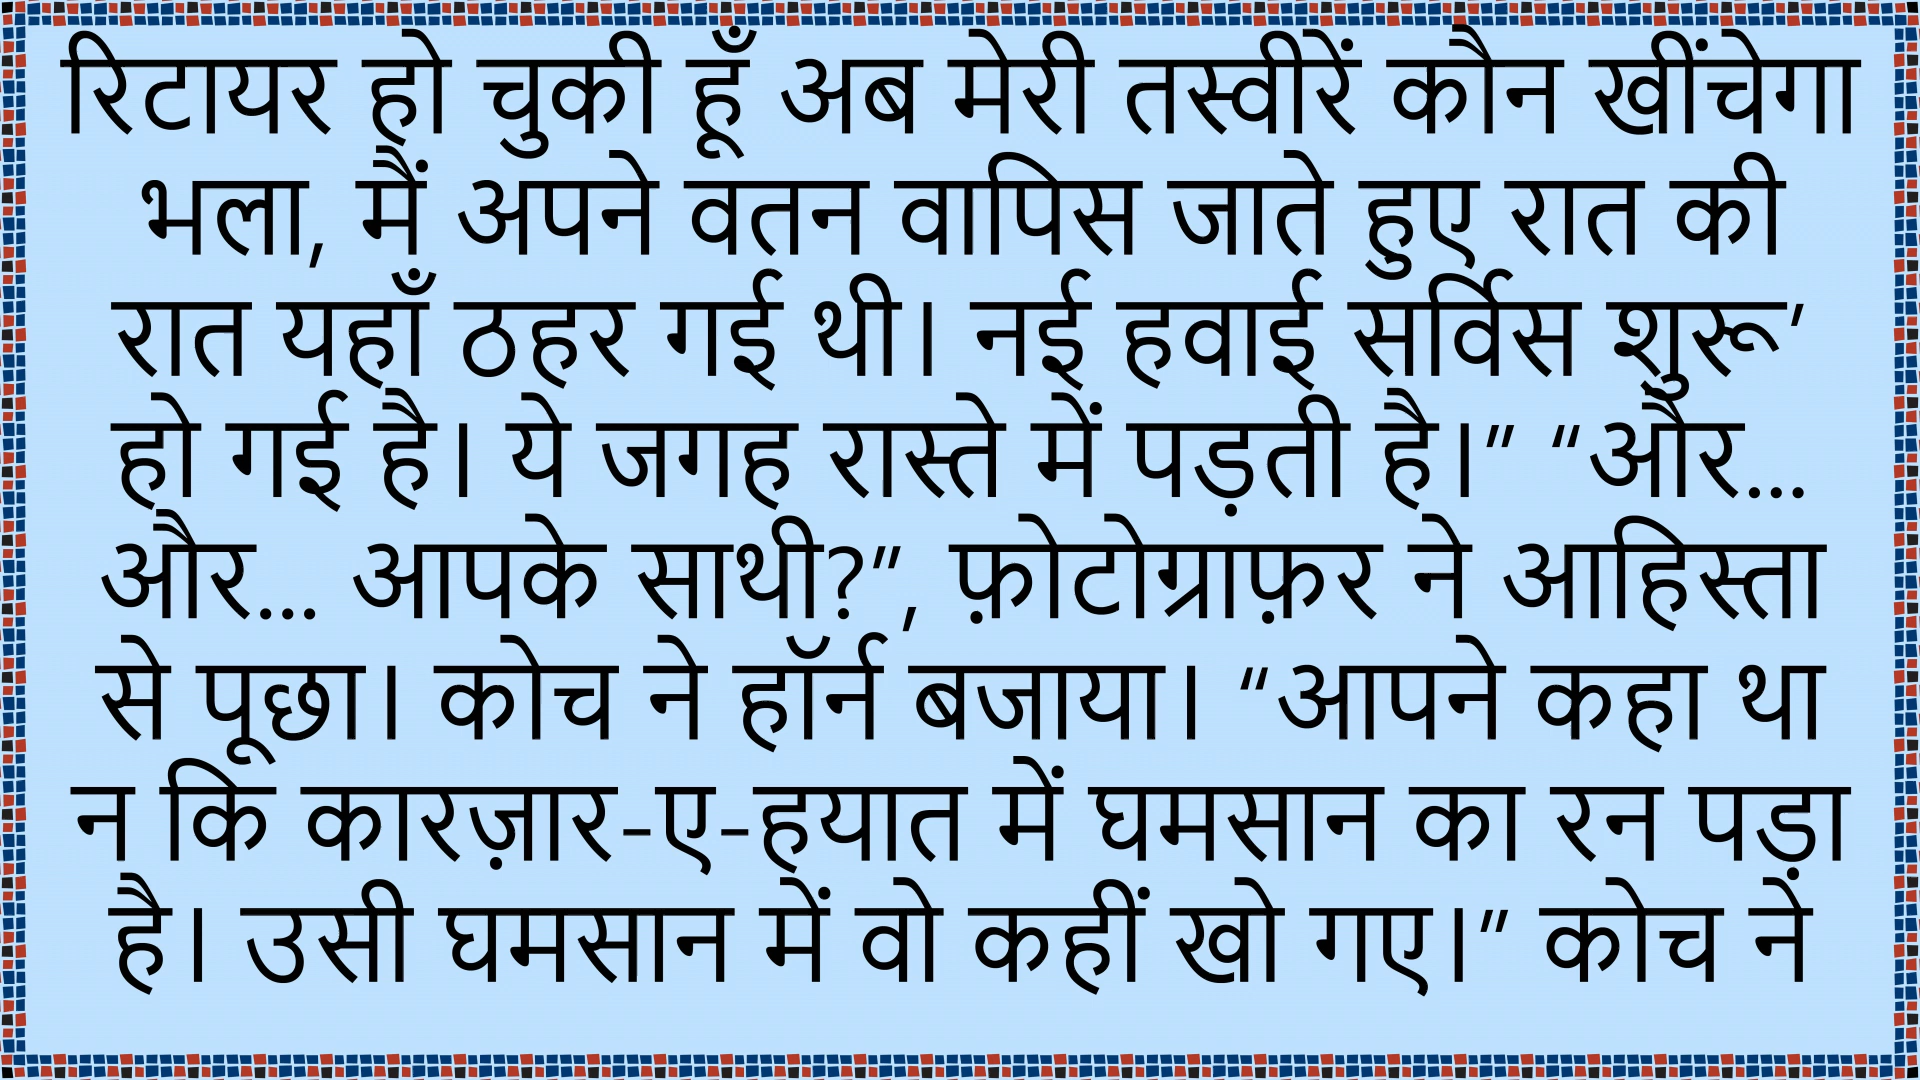 रिटायर हो चुकी हूँ अब मेरी तस्वीरें कौन खींचेगा
भला, मैं अपने वतन वापिस जाते हुए रात की
रात यहाँ ठहर गई थी। नई हवाई सर्विस शुरू’
हो गई है। ये जगह रास्ते में पड़ती है।” “और...
और... आपके साथी?”, फ़ोटोग्राफ़र ने आहिस्ता
से पूछा। कोच ने हॉर्न बजाया। “आपने कहा था
न कि कारज़ार-ए-हयात में घमसान का रन पड़ा
है। उसी घमसान में वो कहीं खो गए।” कोच ने